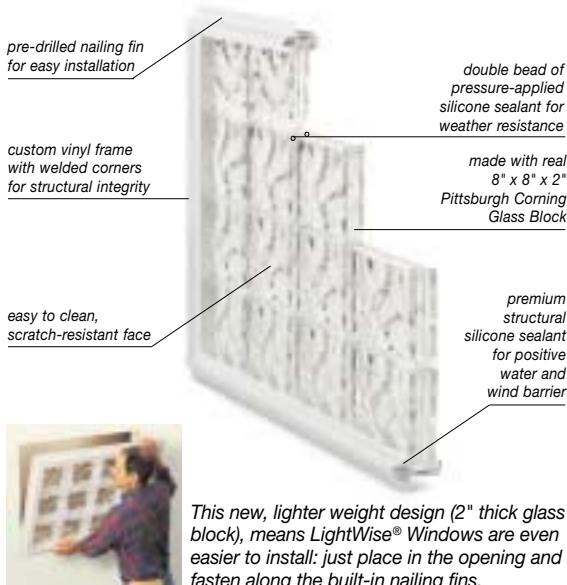 pre-drilled nailing fin
for easy installation
custom vinyl frame
with welded corners
for structural integrity
easy to clean,
scratch-resistant face
double bead of
pressure-applied
silicone sealant for
weather resistance
made with real
8" x 8" x 2"
Pittsburgh Corning
Glass Block
premium
structural
silicone sealant
for positive
water and
wind barrier
This new, lighter weight design (2" thick glass
block), means LightWise® Windows are even
easier to install: just place in the opening and
fasten along the built-in nailing fins.